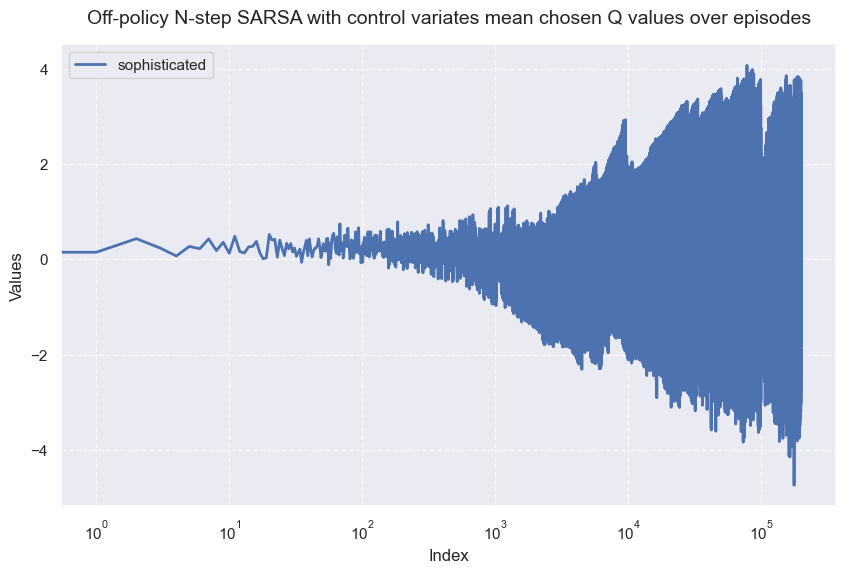 Off-policy N-step SARSA with control variates mean chosen Q values over episodes
sophisticated
4
2
0
−2
−4
Values
10^0 10^1 10^2 10^3 10^4 10^5
Index